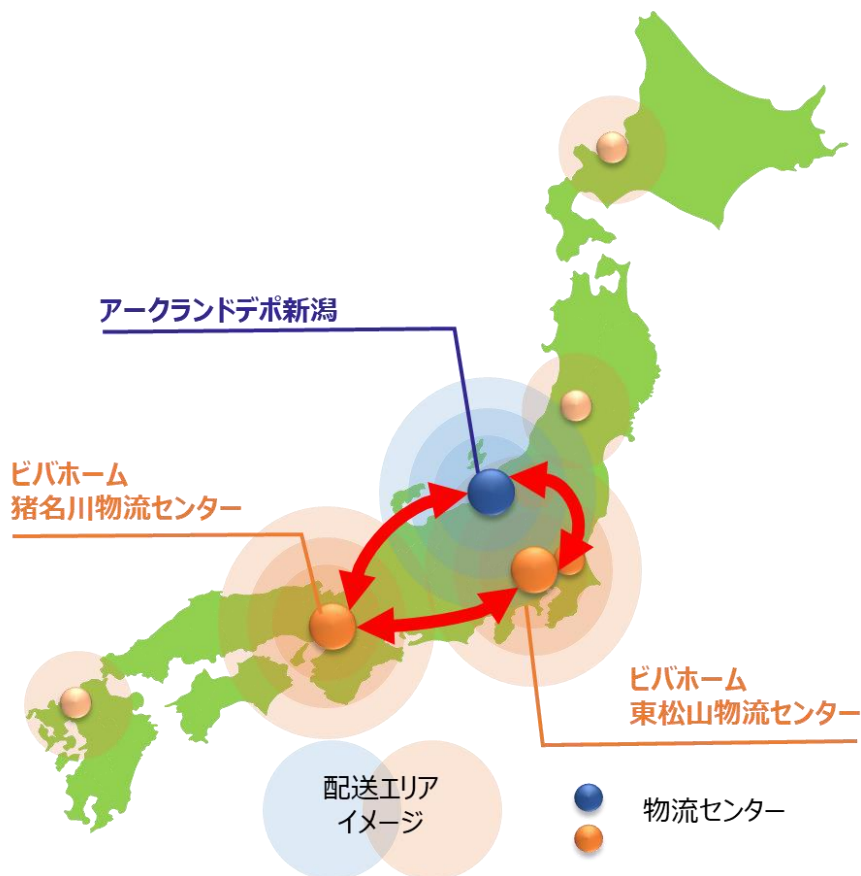 アークランドデポ新潟
ビバホーム
猪名川物流センター
ビバホーム
東松山物流センター
配送エリア
イメージ
物流センター